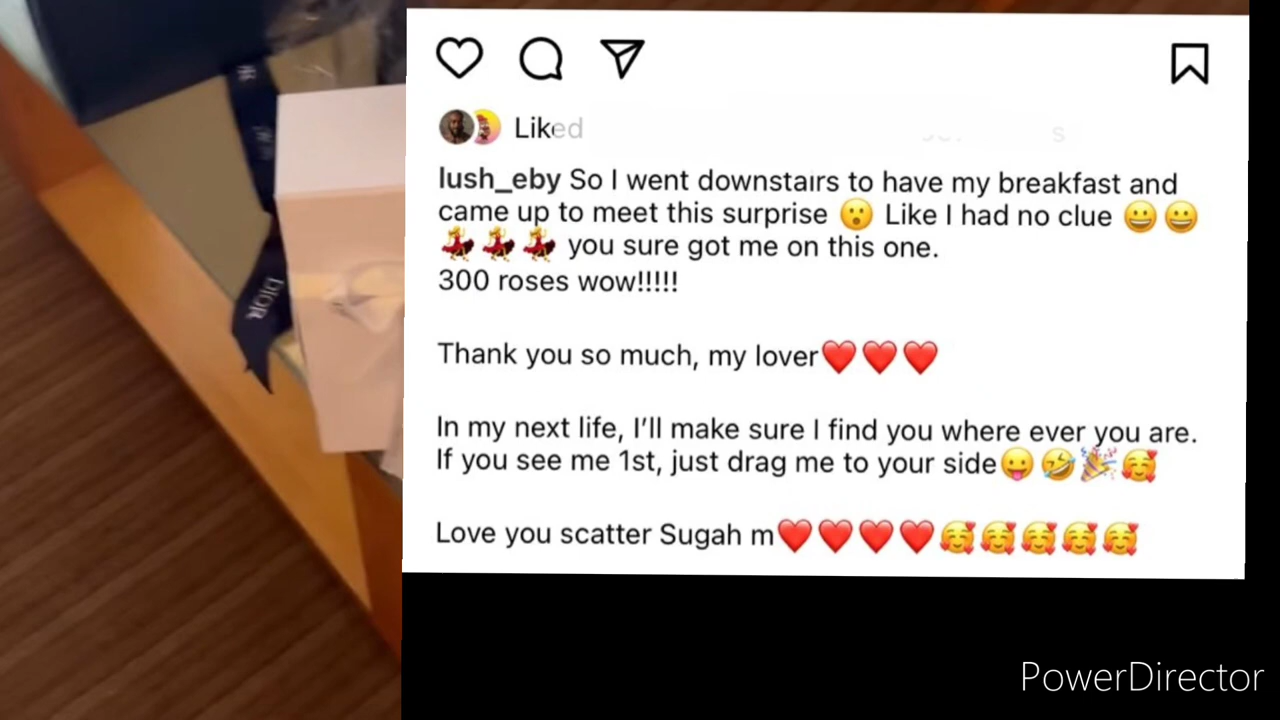 DIOR
Liked
lush_eby So I went downstairs to have my breakfast and
came up to meet this surprise 😮 Like I had no clue 😀😀
💃💃💃 you sure got me on this one.
300 roses wow!!!!!
Thank you so much, my lover❤️❤️❤️
In my next life, I'll make sure I find you where ever you are.
If you see me 1st, just drag me to your side😛🤣🎉🥰
Love you scatter Sugah m❤️❤️❤️❤️🥰🥰🥰🥰🥰
PowerDirector